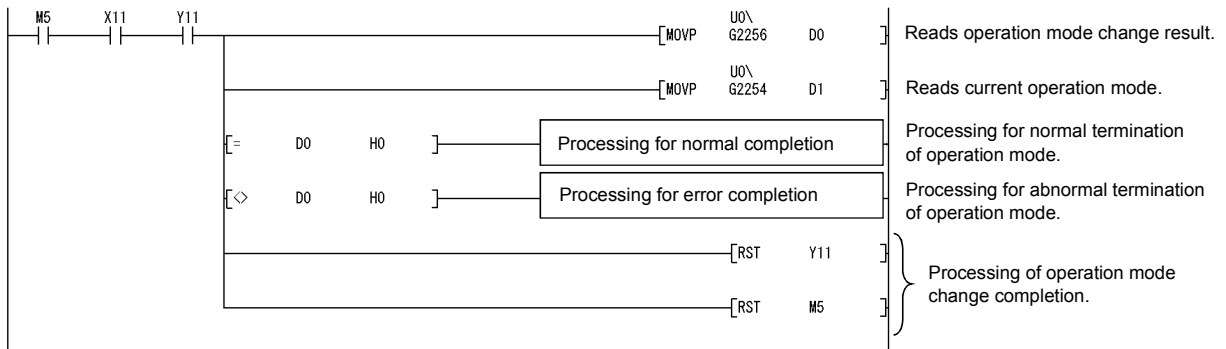 M5 X11 Y11
U0\
MOVP G2256 D0
Reads operation mode change result.
U0\
MOVP G2254 D1
Reads current operation mode.
= D0 H0
Processing for normal completion
Processing for normal termination
of operation mode.
<> D0 H0
Processing for error completion
Processing for abnormal termination
of operation mode.
RST Y11
RST M5
Processing of operation mode
change completion.